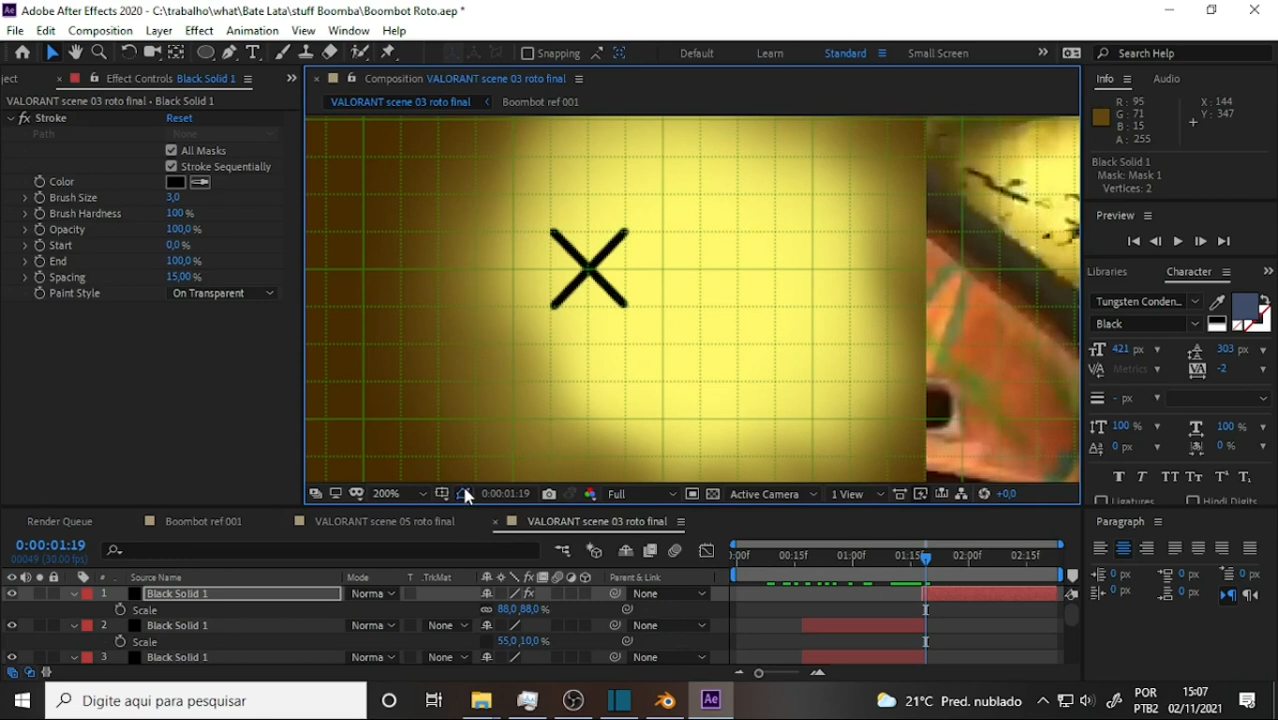 Adobe After Effects 2020 - C:\trabalho\what\Bate Lata\stuff Boomba\Boombot Roto.aep *
File Edit Composition Layer Effect Animation View Window Help
Snapping Default Learn Standard Small Screen Search Help
ject Effect Controls Black Solid 1 Composition VALORANT scene 03 roto final Info Audio
VALORANT scene 03 roto final • Black Solid 1 VALORANT scene 03 roto final Boombot ref 001
fx Stroke Reset
Path None
All Masks
Stroke Sequentially
Color
Brush Size 3,0
Brush Hardness 100 %
Opacity 100,0 %
Start 0,0 %
End 100,0 %
Spacing 15,00 %
Paint Style On Transparent
R : 95 X : 144
G : 71 Y : 347
B : 15
A : 255
Black Solid 1
Mask: Mask 1
Vertices: 2
Preview
Libraries Character
Tungsten Conden...
Black
421 px 303 px
Metrics -2
- px
100 % 100 %
0 px 0 %
T T TT Tt T¹ T₁
Ligatures Hindi Digits
200% 0:00:01:19 Full Active Camera 1 View +0,0
Render Queue Boombot ref 001 VALORANT scene 05 roto final VALORANT scene 03 roto final
0:00:01:19
00049 (30.00 fps)
:00f 00:15f 01:00f 01:15f 02:00f 02:15f
# Source Name Mode T .TrkMat fx Parent & Link
1 Black Solid 1 Norma fx None
Scale 88,0,88,0%
2 Black Solid 1 Norma None None
Scale 55,0,10,0%
3 Black Solid 1 Norma None None
Paragraph
0 px 0 px
0 px 0 px
0 px
Digite aqui para pesquisar Ae 21°C Pred. nublado POR 15:07
PTB2 02/11/2021